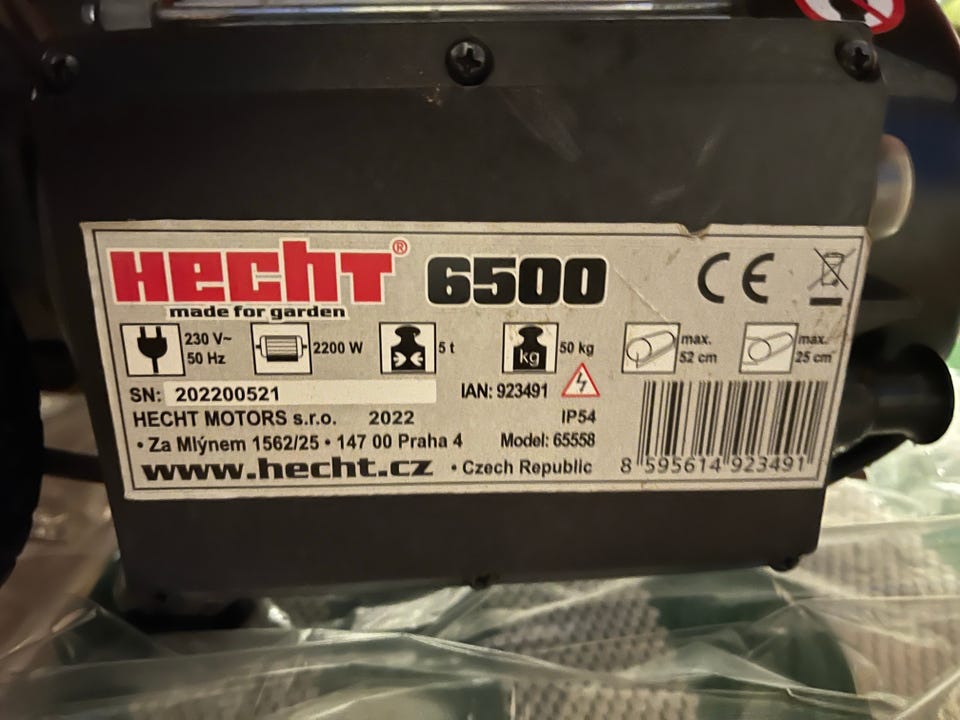 HECHT® 6500 CE
made for garden
230 V~ 50 Hz
2200 W
5 t
kg 50 kg
max. 52 cm
max. 25 cm
SN: 202200521 IAN: 923491
HECHT MOTORS s.r.o. 2022 IP54
• Za Mlýnem 1562/25 • 147 00 Praha 4 Model: 65558
www.hecht.cz • Czech Republic
8 595614 923491